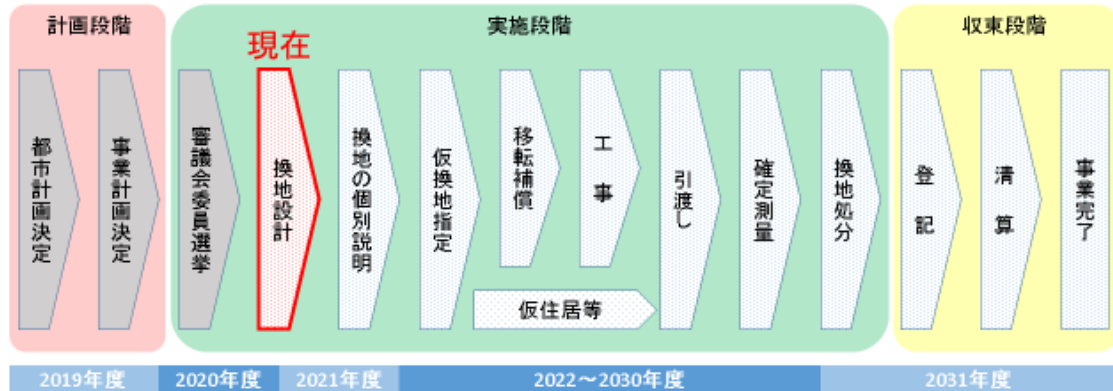 計画段階
実施段階
収束段階
現在
都市計画決定
事業計画決定
審議会委員選挙
換地設計
換地の個別説明
仮換地指定
移転補償
工事
仮住居等
引渡し
確定測量
換地処分
登記
清算
事業完了
2019年度
2020年度
2021年度
2022～2030年度
2031年度